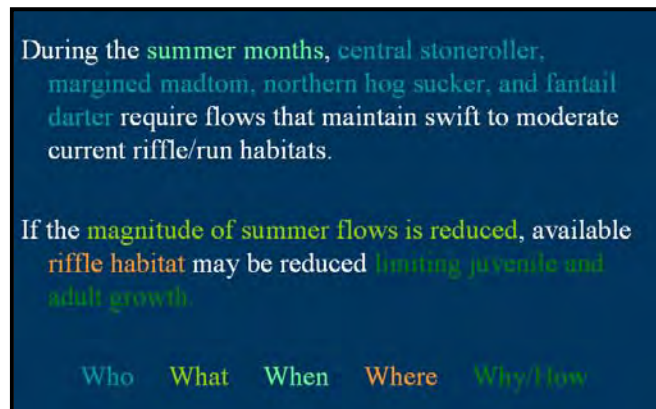 During the summer months, central stoneroller,
margined madtom, northern hog sucker, and fantail
darter require flows that maintain swift to moderate
current riffle/run habitats.
If the magnitude of summer flows is reduced, available
riffle habitat may be reduced limiting juvenile and
adult growth.
Who What When Where Why/How